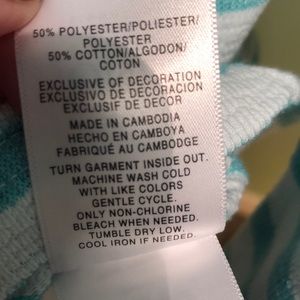 50% POLYESTER/POLIESTER/
POLYESTER
50% COTTON/ALGODON/
COTON
EXCLUSIVE OF DECORATION
EXCLUSIVO DE DECORACION
EXCLUSIF DE DECOR
MADE IN CAMBODIA
HECHO EN CAMBOYA
FABRIQUÉ AU CAMBODGE
TURN GARMENT INSIDE OUT.
MACHINE WASH COLD
WITH LIKE COLORS
GENTLE CYCLE.
ONLY NON-CHLORINE
BLEACH WHEN NEEDED.
TUMBLE DRY LOW.
COOL IRON IF NEEDED.